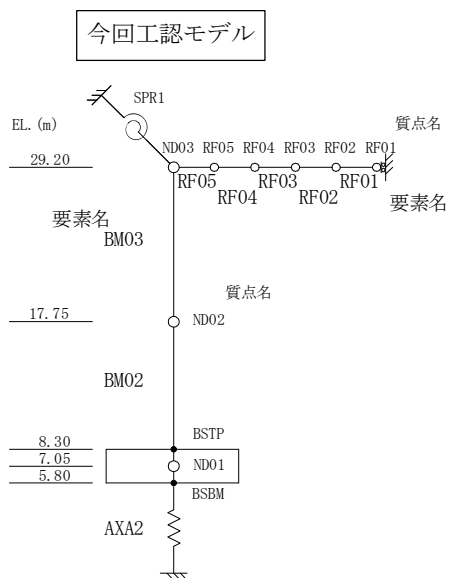 今回工認モデル
SPR1
EL.(m)
質点名
ND03 RF05 RF04 RF03 RF02 RF01
29.20
RF05 RF03 RF01
RF04 RF02
要素名
要素名
BM03
質点名
17.75
ND02
BM02
BSTP
8.30
7.05
ND01
5.80
BSBM
AXA2